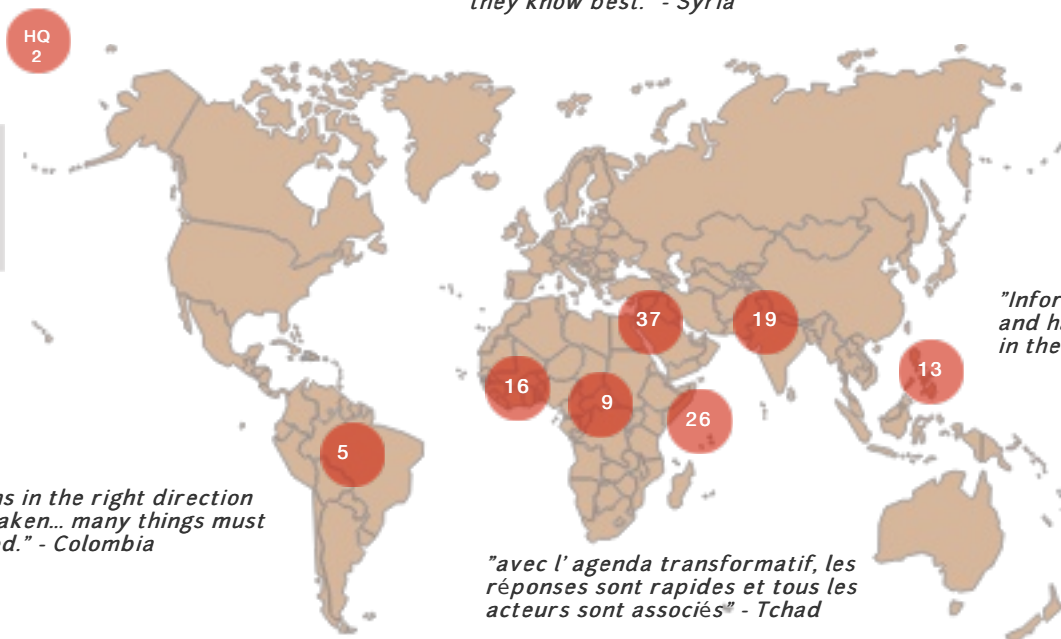 they know best." - Syria
HQ
2
"Infor
and h
in the
37
19
13
16
9
26
5
ns in the right direction
aken... many things must
ed." - Colombia
"avec l' agenda transformatif, les
réponses sont rapides et tous les
acteurs sont associés" - Tchad